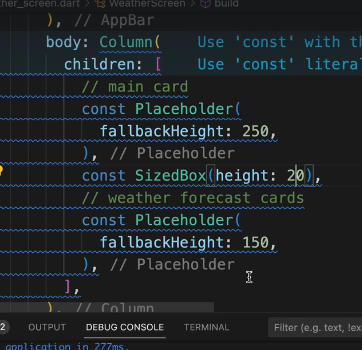 her_screen.dart > WeatherScreen > build
), // AppBar
body: Column(    Use 'const' with th
children: [    Use 'const' literal
// main card
const Placeholder(
fallbackHeight: 250,
), // Placeholder
const SizedBox(height: 20),
// weather forecast cards
const Placeholder(
fallbackHeight: 150,
), // Placeholder
],
), // Column
2 OUTPUT DEBUG CONSOLE TERMINAL Filter (e.g. text, !e
application in 277ms.